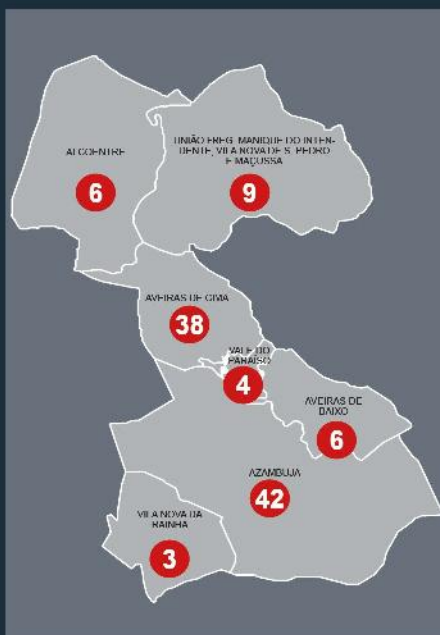 ALCOENTRE
6
UNIÃO FREG. MANIQUE DO INTEN-
DENTE, VILA NOVA DE S. PEDRO
E MAÇUSSA
9
AVEIRAS DE CIMA
38
VALE DO
PARAÍSO
4
AVEIRAS DE
BAIXO
6
AZAMBUJA
42
VILA NOVA DA
RAINHA
3